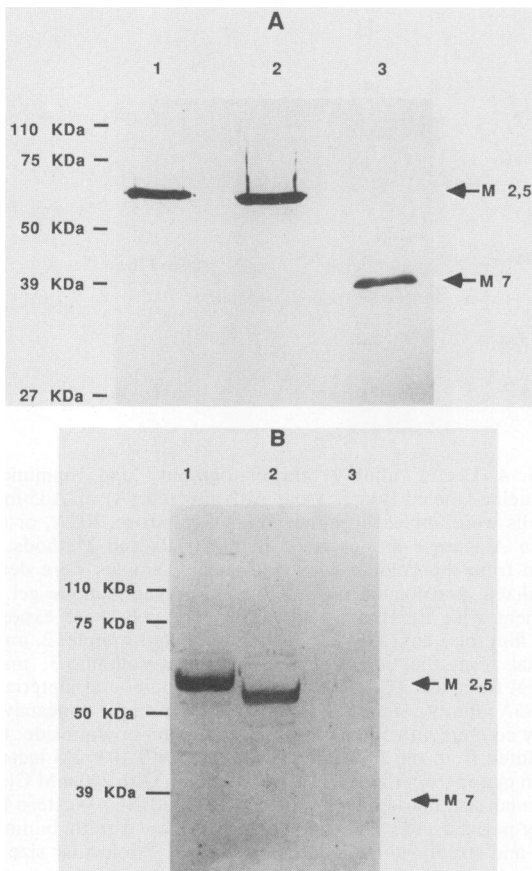 A
1 2 3
110 KDa
75 KDa
M 2,5
50 KDa
39 KDa
M 7
27 KDa
B
1 2 3
110 KDa
75 KDa
M 2,5
50 KDa
39 KDa
M 7